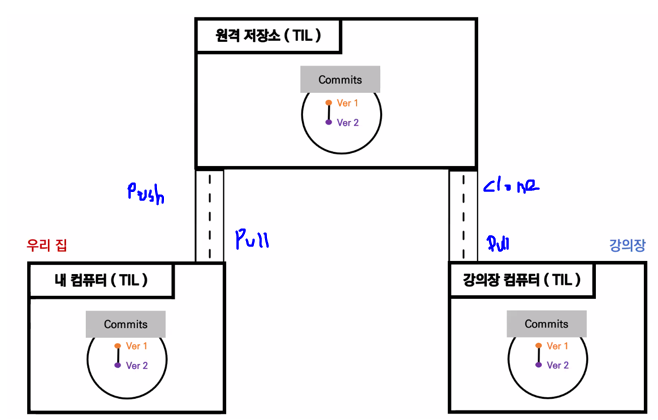 원격 저장소 ( TIL )
Commits
Ver 1
Ver 2
Push
Clone
Pull
Pull
우리 집
강의장
내 컴퓨터 ( TIL )
Commits
Ver 1
Ver 2
강의장 컴퓨터 ( TIL )
Commits
Ver 1
Ver 2